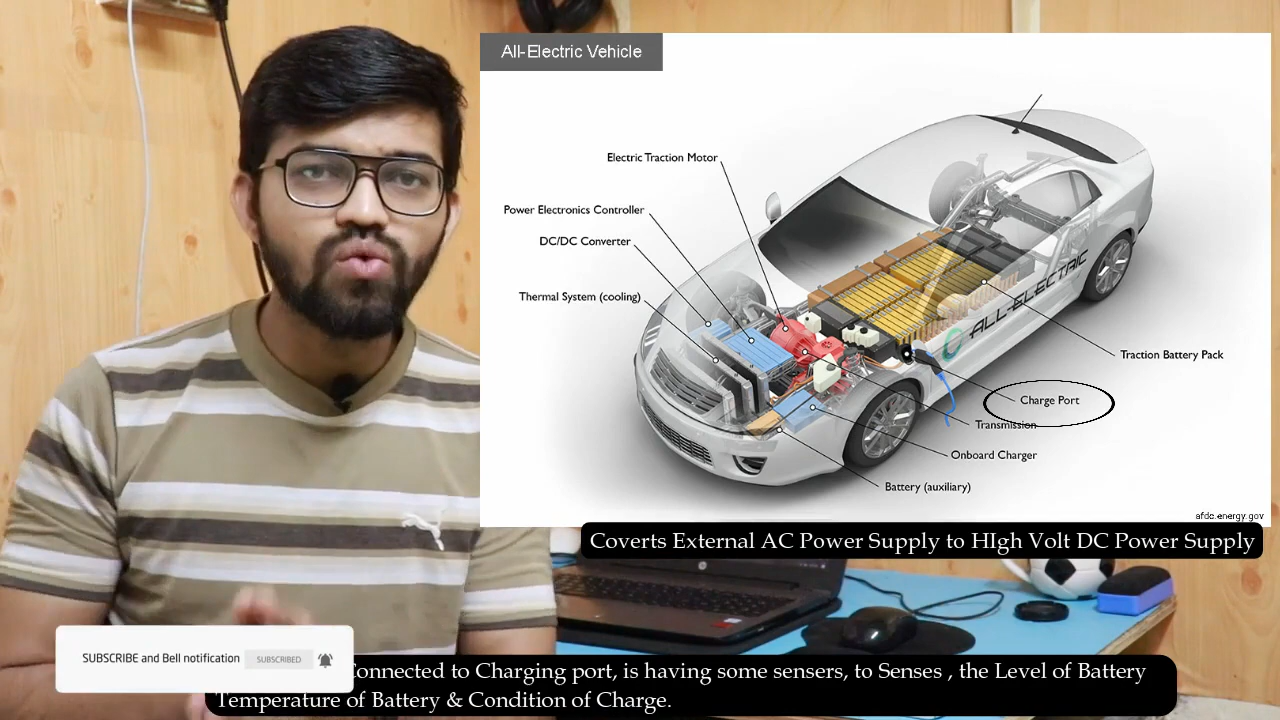 All-Electric Vehicle
Electric Traction Motor
Power Electronics Controller
DC/DC Converter
Thermal System (cooling)
ALL-ELECTRIC
Traction Battery Pack
Charge Port
Transmission
Onboard Charger
Battery (auxiliary)
afdc.energy.gov
Coverts External AC Power Supply to HIgh Volt DC Power Supply
hp
SUBSCRIBE and Bell notification SUBSCRIBED
Connected to Charging port, is having some sensers, to Senses , the Level of Battery
Temperature of Battery & Condition of Charge.